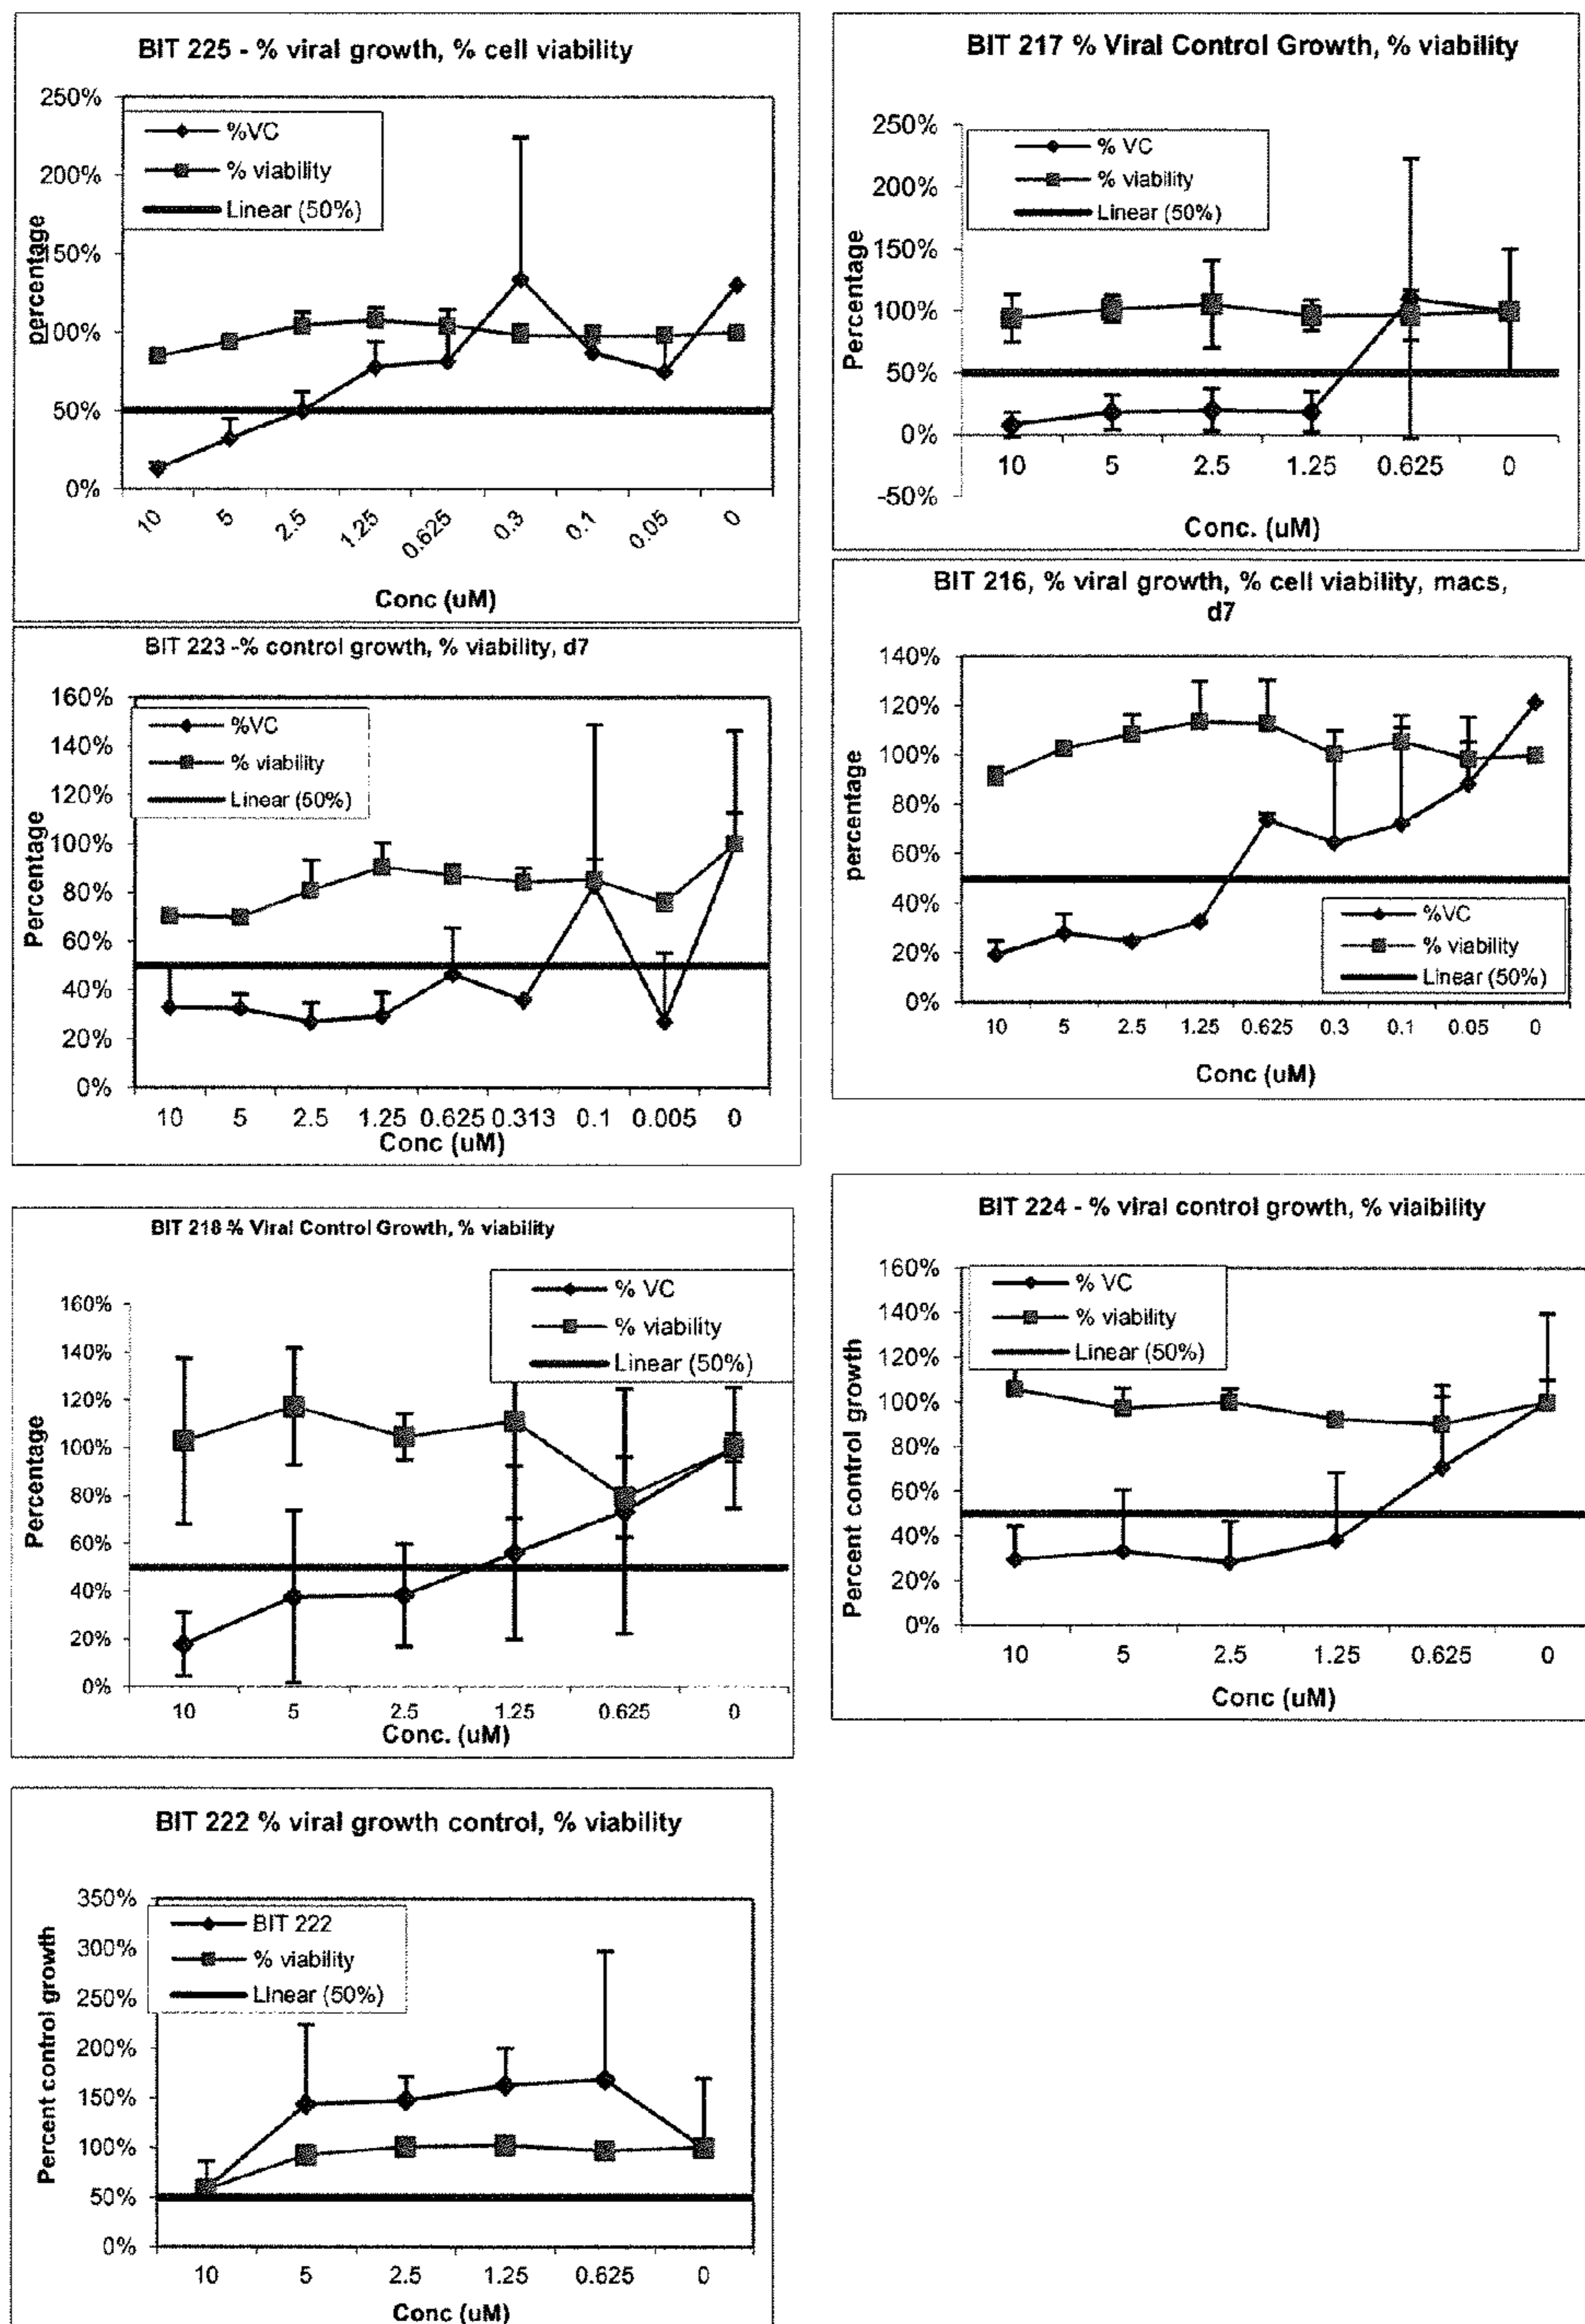 BIT 225 - % viral growth, % cell viability
250%
200%
150%
100%
50%
0%
percentage
%VC
% viability
Linear (50%)
10 5 2.5 1.25 0.625 0.3 0.1 0.05 0
Conc (uM)
BIT 217 % Viral Control Growth, % viability
250%
200%
150%
100%
50%
0%
-50%
Percentage
% VC
% viability
Linear (50%)
10 5 2.5 1.25 0.625 0
Conc. (uM)
BIT 223 -% control growth, % viability, d7
160%
140%
120%
100%
80%
60%
40%
20%
0%
Percentage
%VC
% viability
Linear (50%)
10 5 2.5 1.25 0.625 0.313 0.1 0.005 0
Conc (uM)
BIT 216, % viral growth, % cell viability, macs,
d7
140%
120%
100%
80%
60%
40%
20%
0%
percentage
%VC
% viability
Linear (50%)
10 5 2.5 1.25 0.625 0.3 0.1 0.05 0
Conc (uM)
BIT 218 % Viral Control Growth, % viability
160%
140%
120%
100%
80%
60%
40%
20%
0%
Percentage
% VC
% viability
Linear (50%)
10 5 2.5 1.25 0.625 0
Conc. (uM)
BIT 224 - % viral control growth, % viaibility
160%
140%
120%
100%
80%
60%
40%
20%
0%
Percent control growth
% VC
% viability
Linear (50%)
10 5 2.5 1.25 0.625 0
Conc (uM)
BIT 222 % viral growth control, % viability
350%
300%
250%
200%
150%
100%
50%
0%
Percent control growth
BIT 222
% viability
Linear (50%)
10 5 2.5 1.25 0.625 0
Conc (uM)